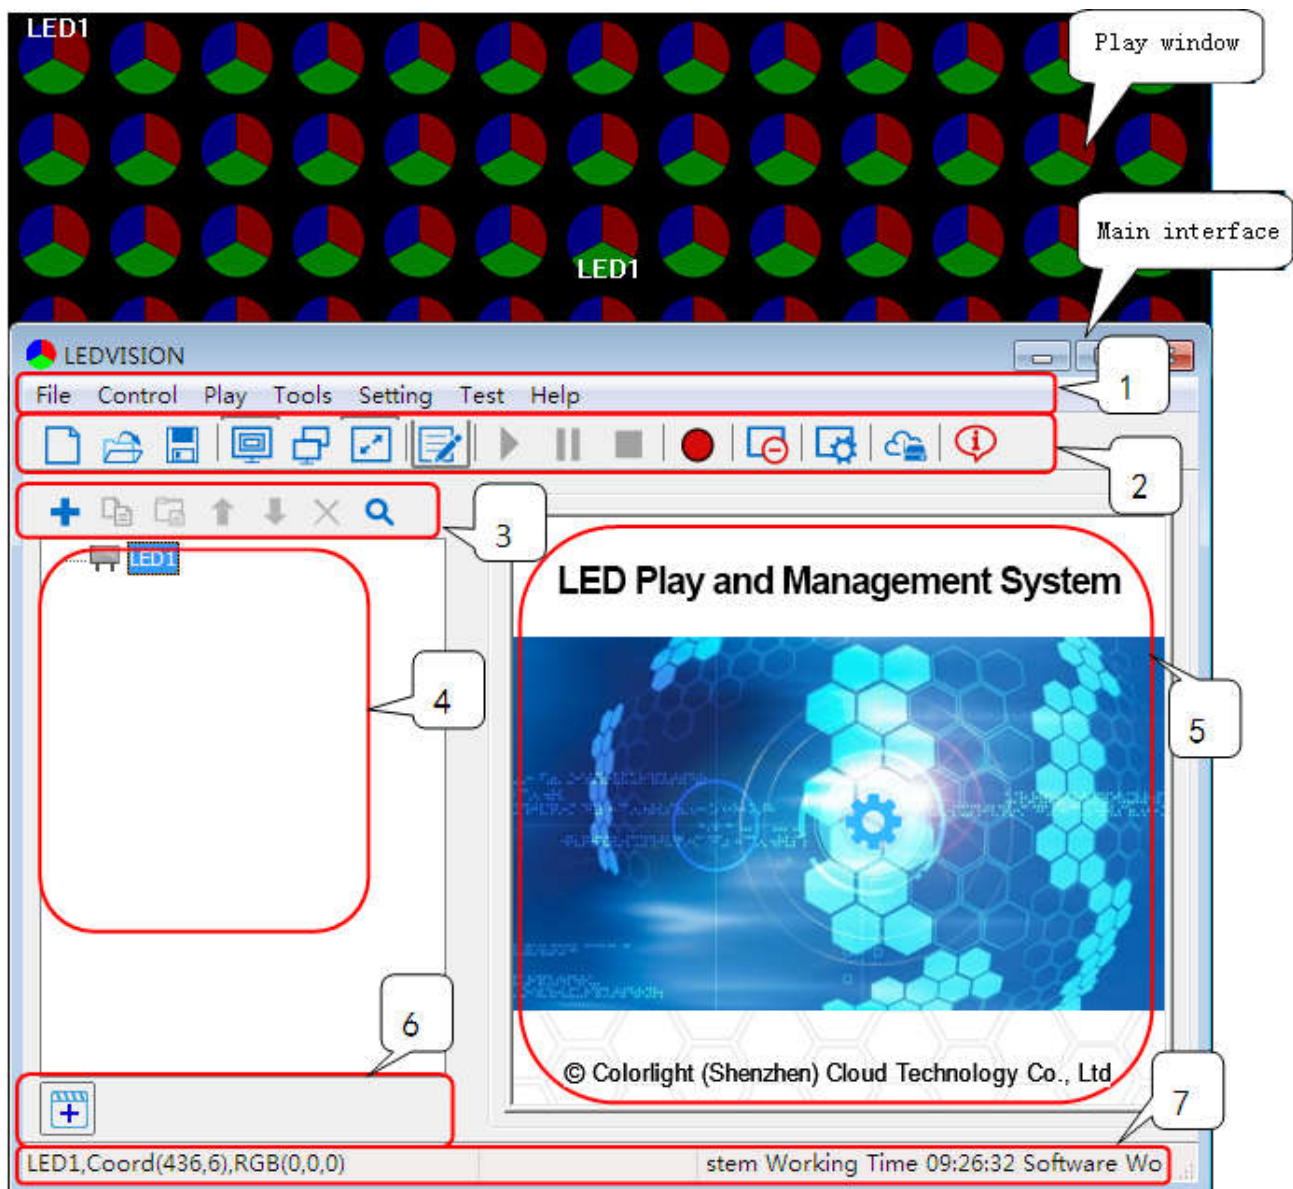 LED1
Play window
Main interface
LED1
LEDVISION
1
File Control Play Tools Setting Test Help
2
3
LED1
LED Play and Management System
4
5
6
© Colorlight (Shenzhen) Cloud Technology Co., Ltd
7
LED1,Coord(436,6),RGB(0,0,0)
stem Working Time 09:26:32 Software Wo